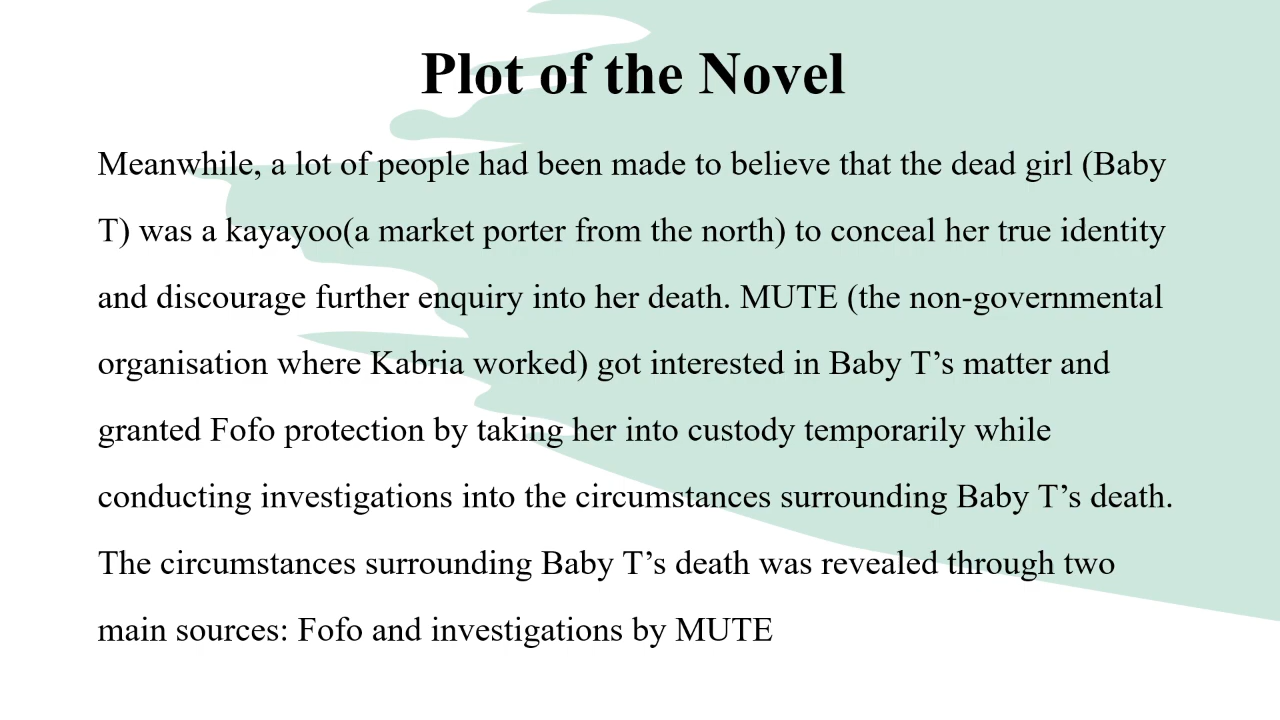 Plot of the Novel
Meanwhile, a lot of people had been made to believe that the dead girl (Baby
T) was a kayayoo(a market porter from the north) to conceal her true identity
and discourage further enquiry into her death. MUTE (the non-governmental
organisation where Kabria worked) got interested in Baby T’s matter and
granted Fofo protection by taking her into custody temporarily while
conducting investigations into the circumstances surrounding Baby T’s death.
The circumstances surrounding Baby T’s death was revealed through two
main sources: Fofo and investigations by MUTE